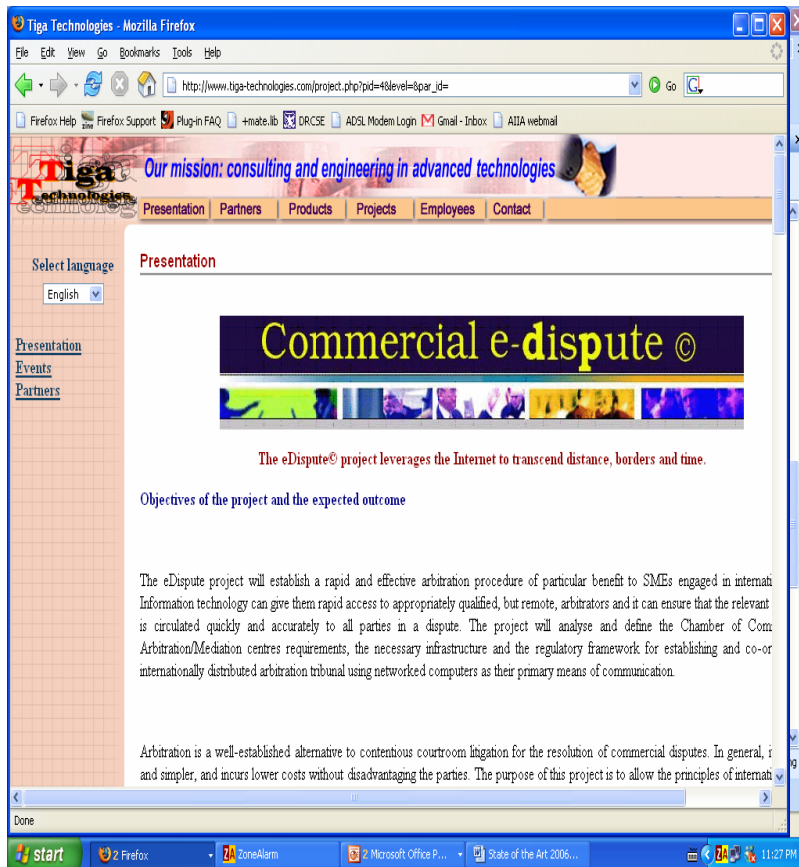 Tiga Technologies - Mozilla Firefox
File Edit View Go Bookmarks Tools Help
http://www.tiga-technologies.com/project.php?pid=4&level=&par_id=
Go
G
Firefox Help Firefox Support Plug-in FAQ +mate.lib DRCSE ADSL Modem Login Gmail - Inbox AIIA webmail
Tiga
Technologies
Our mission: consulting and engineering in advanced technologies
Presentation Partners Products Projects Employees Contact
Select language
English
Presentation
Events
Partners
Presentation
Commercial e-dispute ©
The eDispute© project leverages the Internet to transcend distance, borders and time.
Objectives of the project and the expected outcome
The eDispute project will establish a rapid and effective arbitration procedure of particular benefit to SMEs engaged in internati
Information technology can give them rapid access to appropriately qualified, but remote, arbitrators and it can ensure that the relevant
is circulated quickly and accurately to all parties in a dispute. The project will analyse and define the Chamber of Com
Arbitration/Mediation centres requirements, the necessary infrastructure and the regulatory framework for establishing and co-or
internationally distributed arbitration tribunal using networked computers as their primary means of communication.
Arbitration is a well-established alternative to contentious courtroom litigation for the resolution of commercial disputes. In general, i
and simpler, and incurs lower costs without disadvantaging the parties. The purpose of this project is to allow the principles of internati
Done
start 2 Firefox ZoneAlarm 2 Microsoft Office P... State of the Art 2006... 11:27 PM